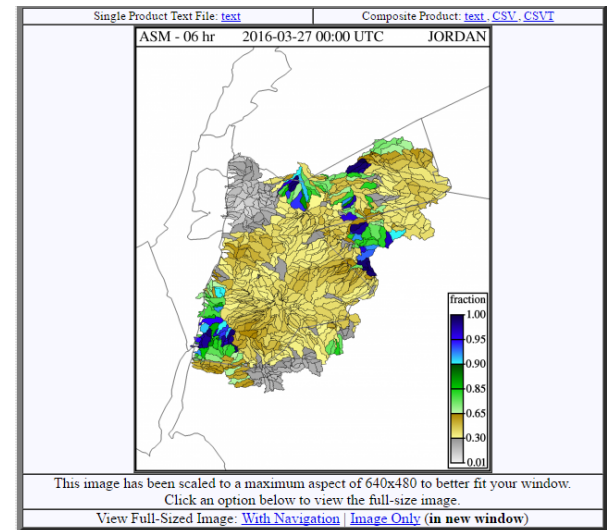 Single Product Text File: text
Composite Product: text , CSV , CSVT
ASM - 06 hr 2016-03-27 00:00 UTC JORDAN
fraction
1.00
0.95
0.90
0.85
0.65
0.30
0.01
This image has been scaled to a maximum aspect of 640x480 to better fit your window.
Click an option below to view the full-size image.
View Full-Sized Image: With Navigation | Image Only (in new window)